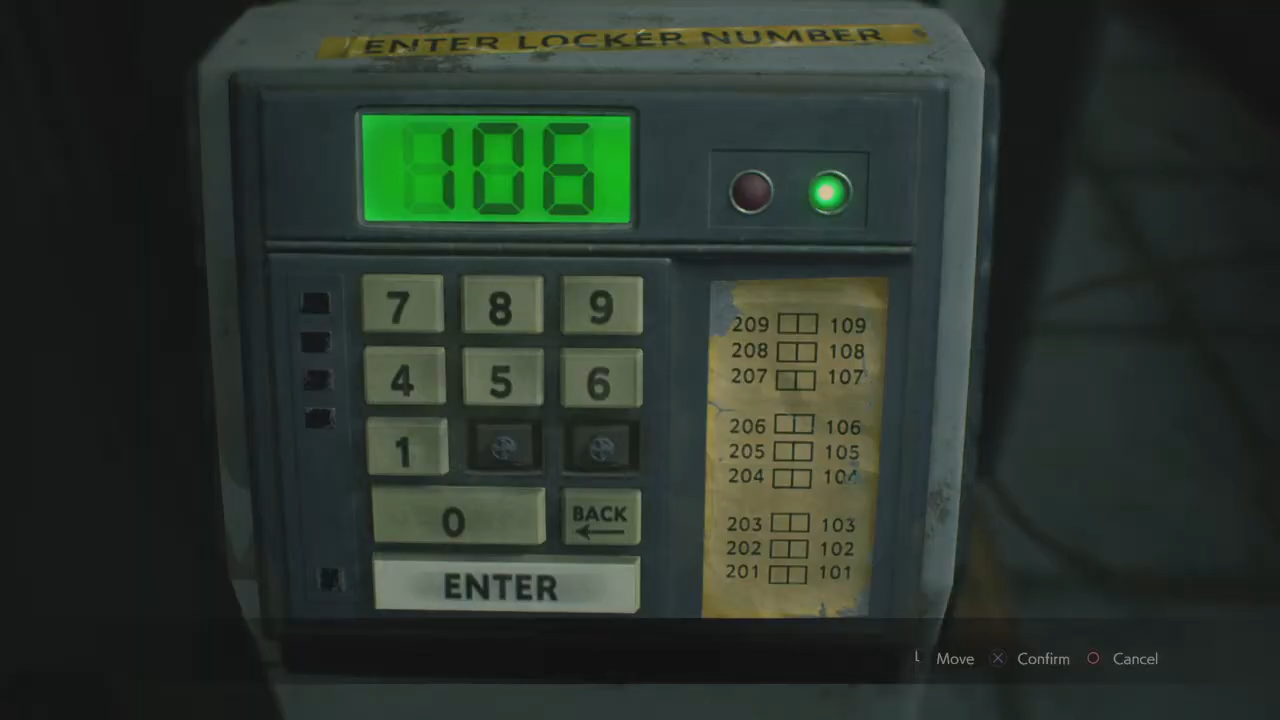 ENTER LOCKER NUMBER
106
7 8 9
4 5 6
1
0 BACK
ENTER
209 109
208 108
207 107
206 106
205 105
204 104
203 103
202 102
201 101
L Move Confirm Cancel